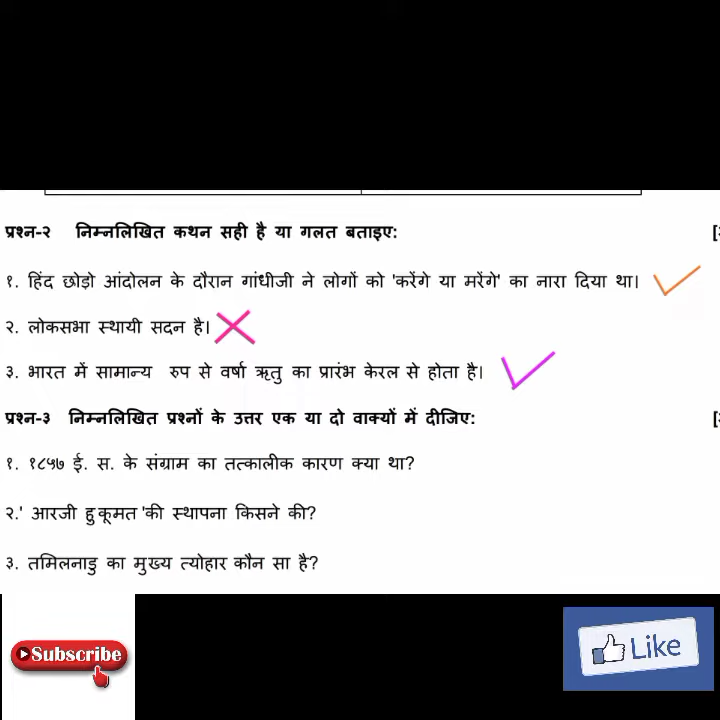 प्रश्न-२ निम्नलिखित कथन सही है या गलत बताइए: [
१. हिंद छोड़ो आंदोलन के दौरान गांधीजी ने लोगों को 'करेंगे या मरेंगे' का नारा दिया था।
२. लोकसभा स्थायी सदन है।
३. भारत में सामान्य रुप से वर्षा ऋतु का प्रारंभ केरल से होता है।
प्रश्न-३ निम्नलिखित प्रश्नों के उत्तर एक या दो वाक्यों में दीजिए: [
१. १८५७ ई. स. के संग्राम का तत्कालीक कारण क्या था?
२.' आरजी हुकूमत 'की स्थापना किसने की?
३. तमिलनाडु का मुख्य त्योहार कौन सा है?
Subscribe
Like